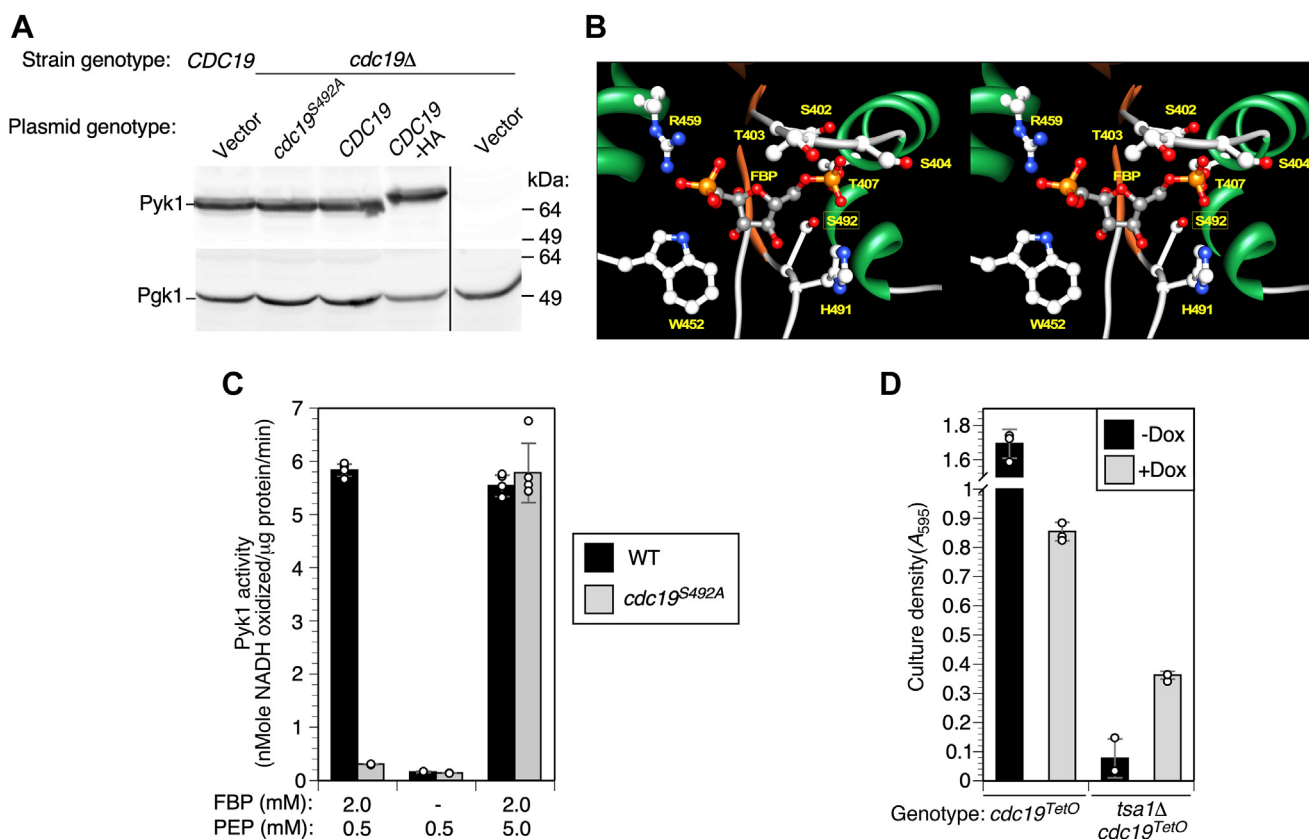 A
Strain genotype: CDC19 cdc19Δ
Plasmid genotype: Vector cdc19S492A CDC19 CDC19-HA Vector
kDa:
Pyk1
64
49
64
Pgk1
49
B
R459 T403 S402 S404 FBP T407 S492 W452 H491
R459 T403 S402 S404 FBP T407 S492 W452 H491
C
Pyk1 activity
(nMole NADH oxidized/μg protein/min)
7
6
5
4
3
2
1
0
FBP (mM): 2.0 - 2.0
PEP (mM): 0.5 0.5 5.0
WT
cdc19S492A
D
Culture density(A595)
1.8
1.6
1
0.9
0.8
0.7
0.6
0.5
0.4
0.3
0.2
0.1
0
-Dox
+Dox
Genotype: cdc19TetO tsa1Δ
cdc19TetO